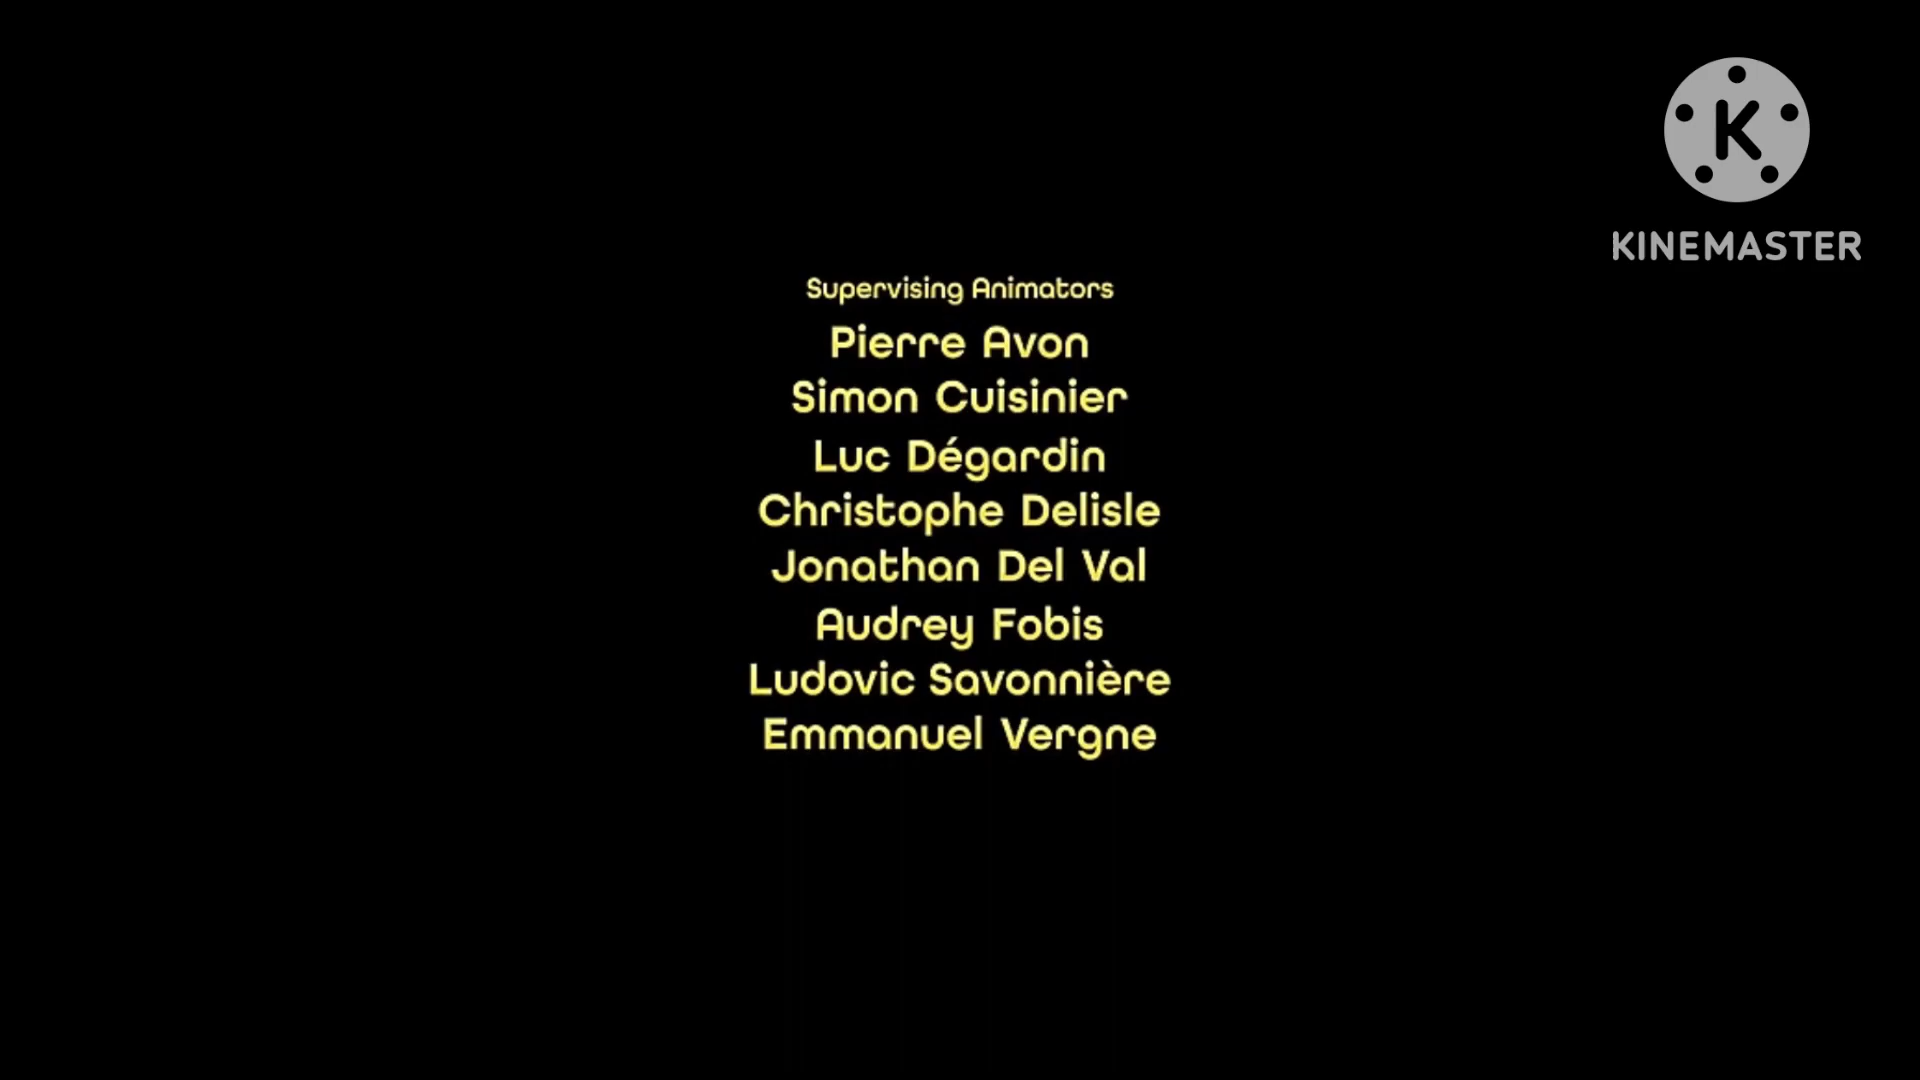 K
KINEMASTER
Supervising Animators
Pierre Avon
Simon Cuisinier
Luc Dégardin
Christophe Delisle
Jonathan Del Val
Audrey Fobis
Ludovic Savonnière
Emmanuel Vergne